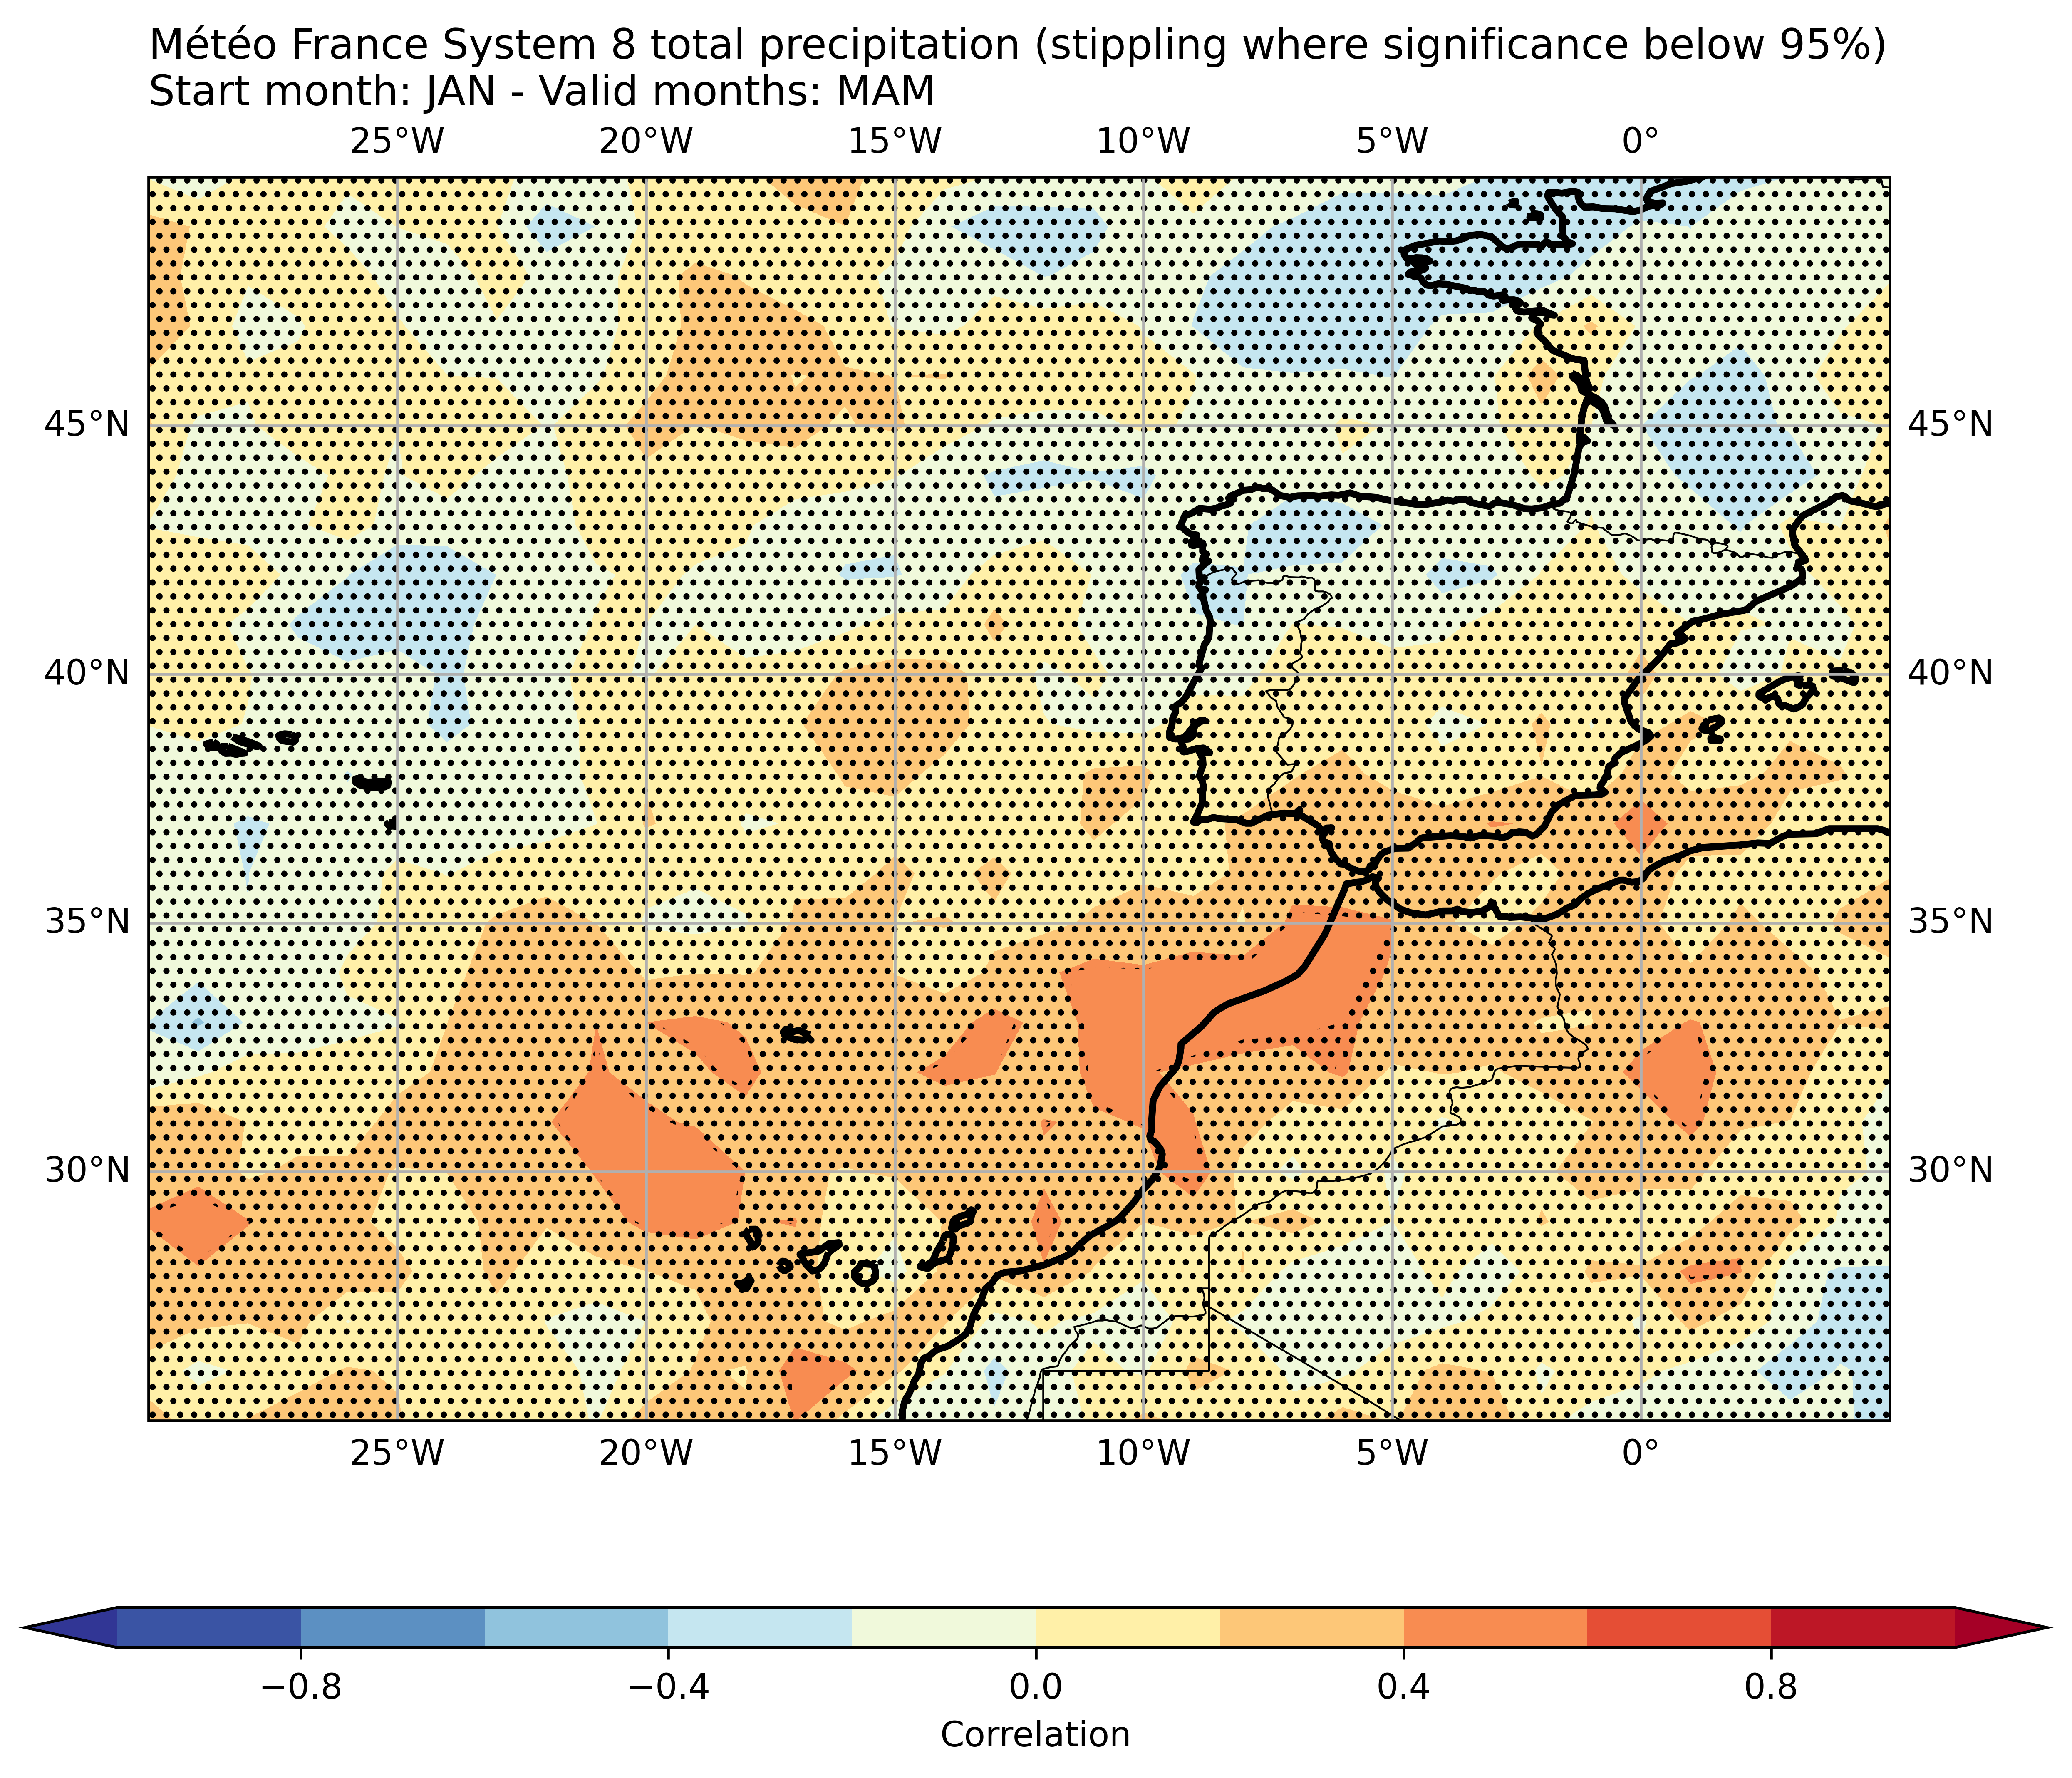 Météo France System 8 total precipitation (stippling where significance below 95%)
Start month: JAN - Valid months: MAM
25°W 20°W 15°W 10°W 5°W 0°
45°N 45°N
40°N 40°N
35°N 35°N
30°N 30°N
25°W 20°W 15°W 10°W 5°W 0°
−0.8 −0.4 0.0 0.4 0.8
Correlation